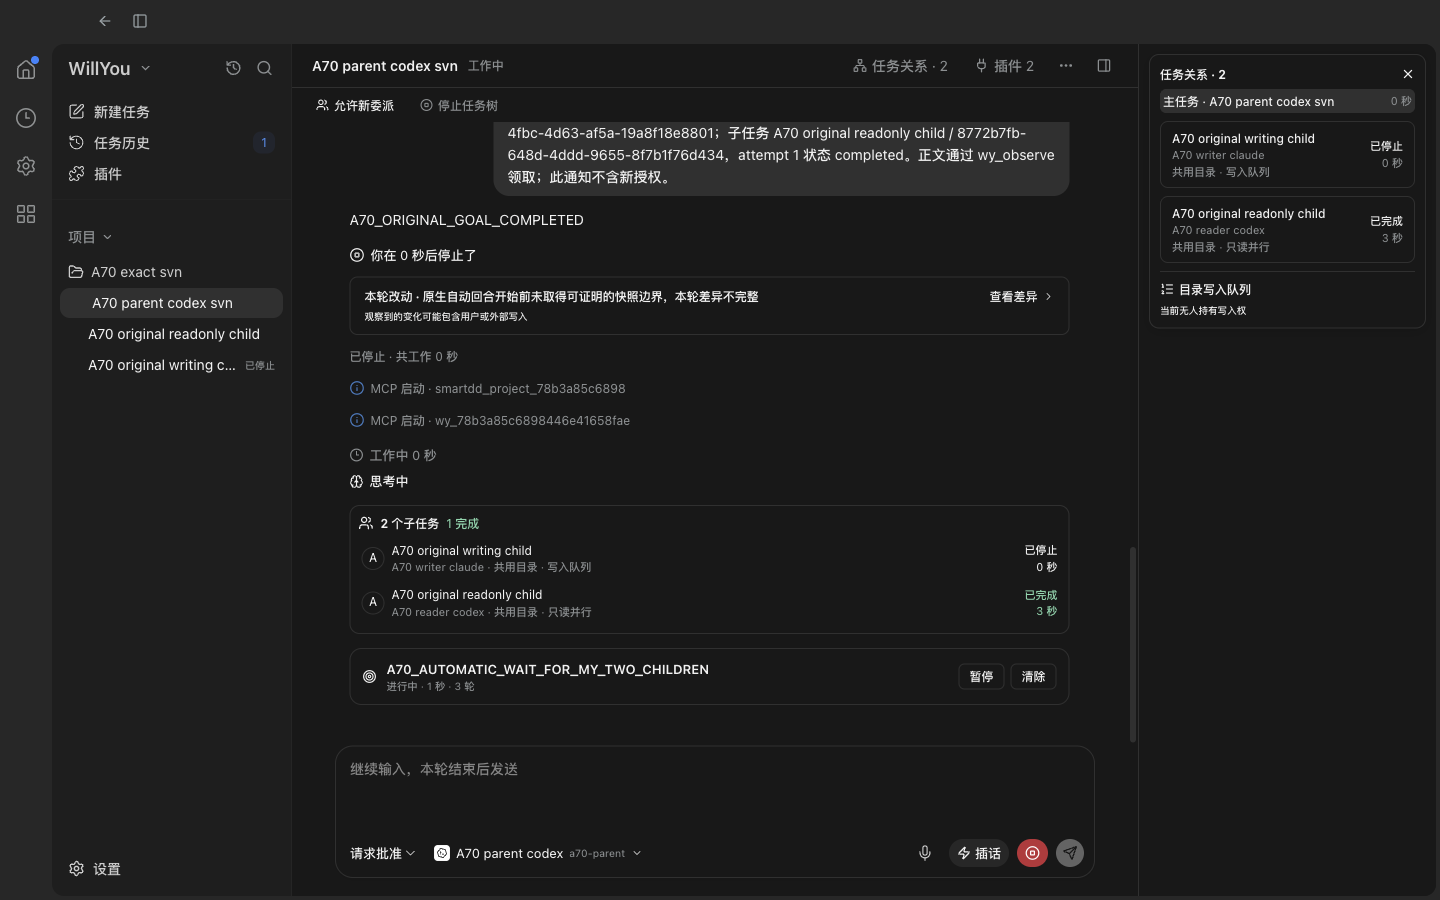 WillYou
新建任务
任务历史
1
插件
项目
A70 exact svn
A70 parent codex svn
A70 original readonly child
A70 original writing c...
已停止
设置
A70 parent codex svn
工作中
任务关系 · 2
插件 2
允许新委派
停止任务树
4fbc-4d63-af5a-19a8f18e8801；子任务 A70 original readonly child / 8772b7fb-
648d-4ddd-9655-8f7b1f76d434，attempt 1 状态 completed。正文通过 wy_observe
领取；此通知不含新授权。
A70_ORIGINAL_GOAL_COMPLETED
你在 0 秒后停止了
本轮改动 · 原生自动回合开始前未取得可证明的快照边界，本轮差异不完整
查看差异
观察到的变化可能包含用户或外部写入
已停止 · 共工作 0 秒
MCP 启动 · smartdd_project_78b3a85c6898
MCP 启动 · wy_78b3a85c6898446e41658fae
工作中 0 秒
思考中
2 个子任务 1 完成
A
A70 original writing child
已停止
A70 writer claude · 共用目录 · 写入队列
0 秒
A
A70 original readonly child
已完成
A70 reader codex · 共用目录 · 只读并行
3 秒
A70_AUTOMATIC_WAIT_FOR_MY_TWO_CHILDREN
进行中 · 1 秒 · 3 轮
暂停
清除
继续输入，本轮结束后发送
请求批准
A70 parent codex a70-parent
插话
任务关系 · 2
主任务 · A70 parent codex svn
0 秒
A70 original writing child
已停止
A70 writer claude
0 秒
共用目录 · 写入队列
A70 original readonly child
已完成
A70 reader codex
3 秒
共用目录 · 只读并行
目录写入队列
当前无人持有写入权